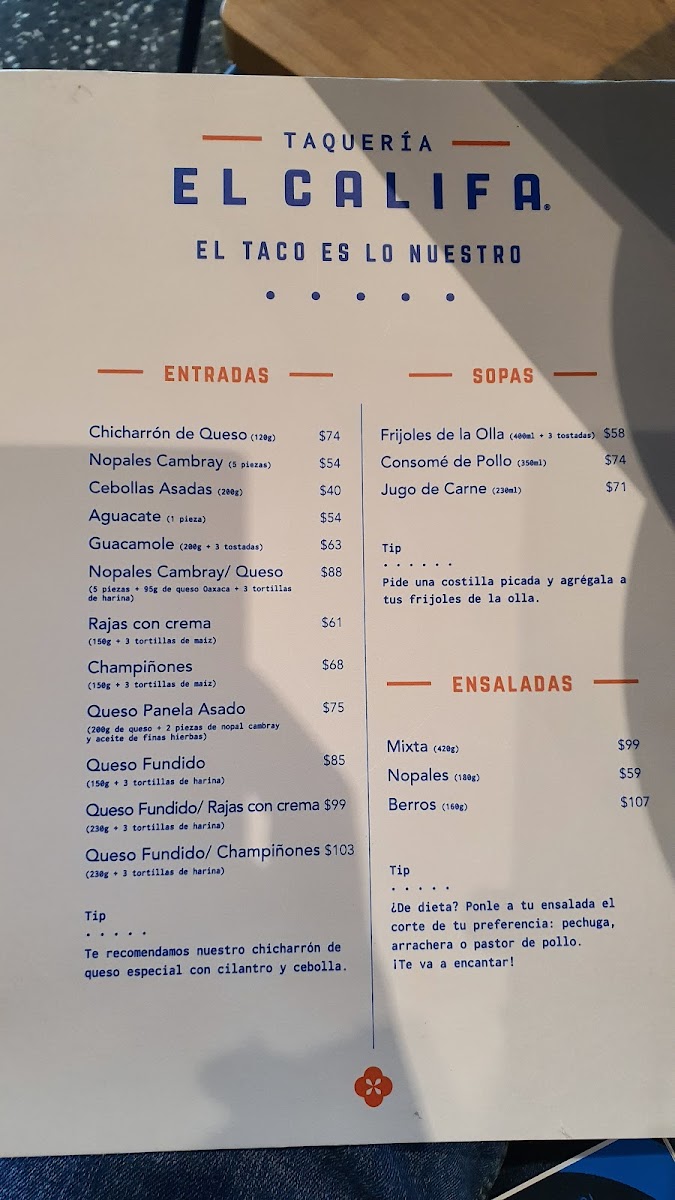 TAQUERÍA
EL CALIFA®
EL TACO ES LO NUESTRO
ENTRADAS
Chicharrón de Queso (120g) $74
Nopales Cambray (5 piezas) $54
Cebollas Asadas (200g) $40
Aguacate (1 pieza) $54
Guacamole (200g + 3 tostadas) $63
Nopales Cambray/ Queso $88
(5 piezas + 95g de queso Oaxaca + 3 tortillas
de harina)
Rajas con crema $61
(150g + 3 tortillas de maíz)
Champiñones $68
(150g + 3 tortillas de maíz)
Queso Panela Asado $75
(200g de queso + 2 piezas de nopal cambray
y aceite de finas hierbas)
Queso Fundido $85
(150g + 3 tortillas de harina)
Queso Fundido/ Rajas con crema $99
(230g + 3 tortillas de harina)
Queso Fundido/ Champiñones $103
(230g + 3 tortillas de harina)
Tip
Te recomendamos nuestro chicharrón de
queso especial con cilantro y cebolla.
SOPAS
Frijoles de la Olla (400ml + 3 tostadas) $58
Consomé de Pollo (350ml) $74
Jugo de Carne (230ml) $71
Tip
Pide una costilla picada y agrégala a
tus frijoles de la olla.
ENSALADAS
Mixta (420g) $99
Nopales (180g) $59
Berros (160g) $107
Tip
¿De dieta? Ponle a tu ensalada el
corte de tu preferencia: pechuga,
arrachera o pastor de pollo.
¡Te va a encantar!